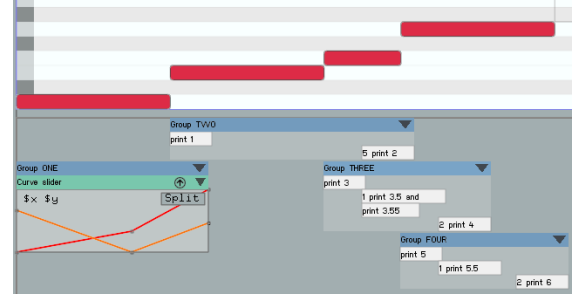 Group TWO
print 1
5 print 2
Group ONE
Curve slider
$x $y
Split
Group THREE
print 3
1 print 3.5 and
print 3.55
2 print 4
Group FOUR
print 5
1 print 5.5
2 print 6